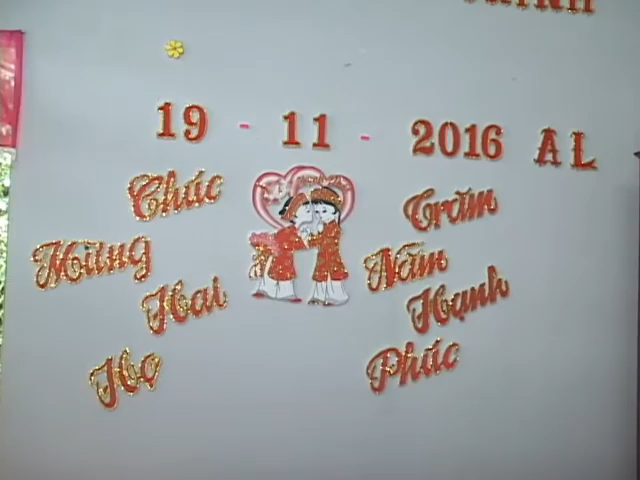 19 - 11 - 2016 AL
Chúc
Mừng
Hai
Họ
Trăm
Năm
Hạnh
Phúc